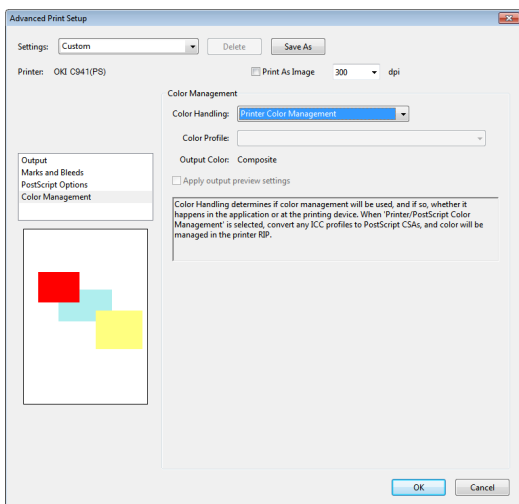 Advanced Print Setup
Settings: Custom Delete Save As
Printer: OKI C941(PS) Print As Image 300 dpi
Color Management
Color Handling: Printer Color Management
Color Profile:
Output Color: Composite
Apply output preview settings
Output
Marks and Bleeds
PostScript Options
Color Management
Color Handling determines if color management will be used, and if so, whether it
happens in the application or at the printing device. When 'Printer/PostScript Color
Management' is selected, convert any ICC profiles to PostScript CSAs, and color will be
managed in the printer RIP.
OK Cancel